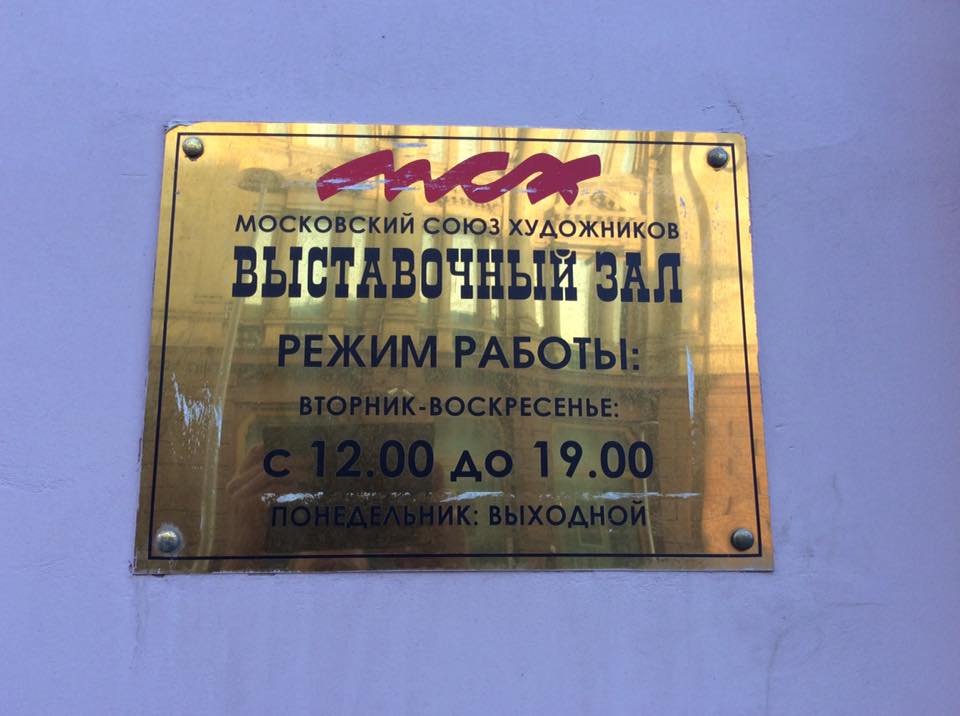 мсх
МОСКОВСКИЙ СОЮЗ ХУДОЖНИКОВ
ВЫСТАВОЧНЫЙ ЗАЛ
РЕЖИМ РАБОТЫ:
ВТОРНИК-ВОСКРЕСЕНЬЕ:
с 12.00 до 19.00
ПОНЕДЕЛЬНИК: ВЫХОДНОЙ